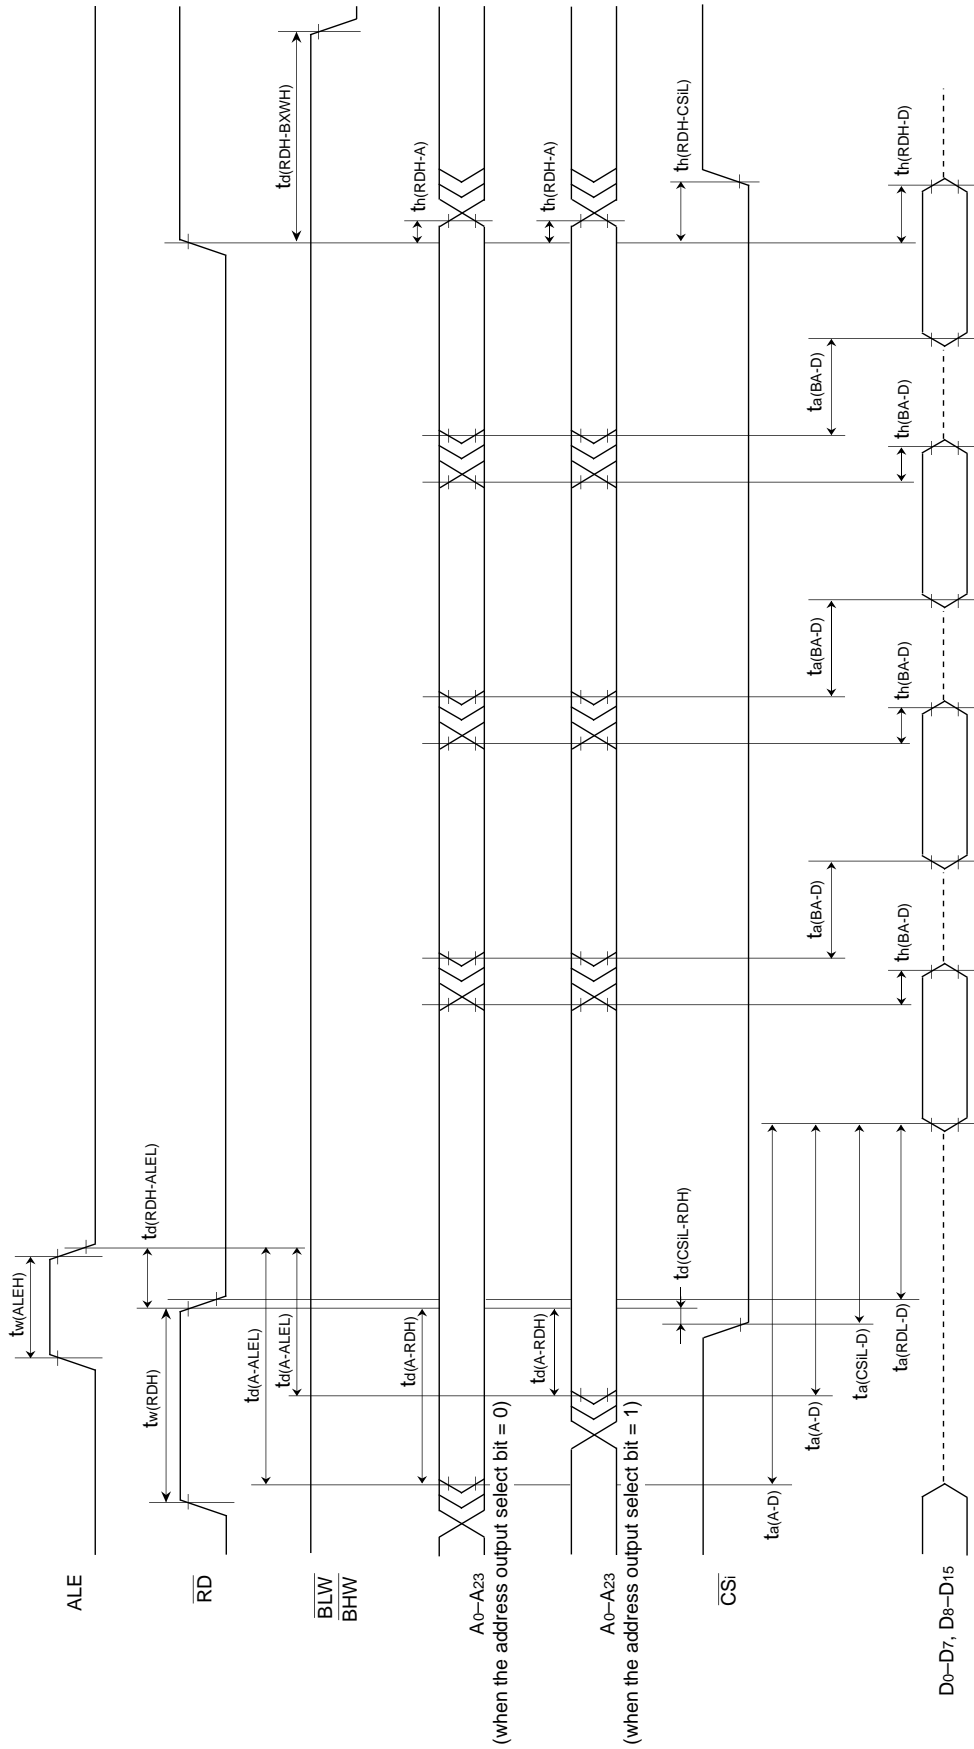 ALE
tw(ALEH)
td(RDH-ALEL)
RD
tw(RDH)
td(A-ALEL)
td(A-ALEL)
BLW
BHW
td(RDH-BXWH)
A0–A23
(when the address output select bit = 0)
td(A-RDH)
th(RDH-A)
A0–A23
(when the address output select bit = 1)
td(A-RDH)
th(RDH-A)
CSi
td(CSiL-RDH)
th(RDH-CSiL)
ta(A-D)
ta(A-D)
ta(CSiL-D)
ta(RDL-D)
ta(BA-D)
ta(BA-D)
ta(BA-D)
th(BA-D)
th(BA-D)
th(BA-D)
th(RDH-D)
D0–D7, D8–D15